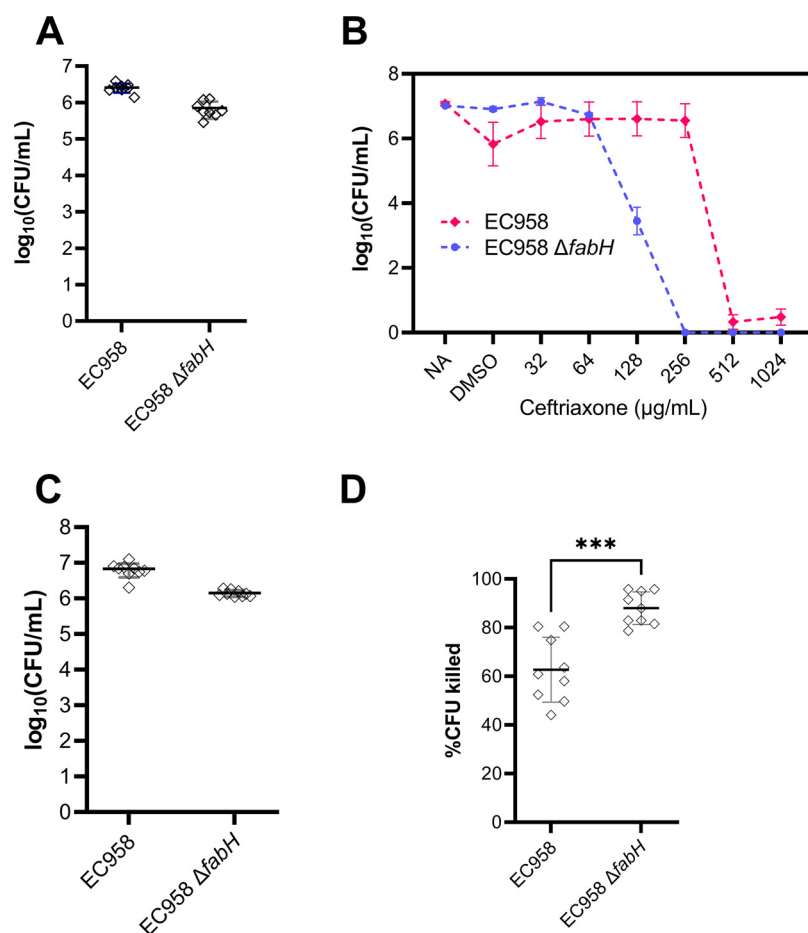 A
log10(CFU/mL)
7
6
5
4
3
2
1
0
EC958
EC958 ΔfabH
B
log10(CFU/mL)
8
6
4
2
0
EC958
EC958 ΔfabH
NA
DMSO
32
64
128
256
512
1024
Ceftriaxone (µg/mL)
C
log10(CFU/mL)
8
7
6
5
4
3
2
1
0
EC958
EC958 ΔfabH
D
***
%CFU killed
100
80
60
40
20
0
EC958
EC958 ΔfabH